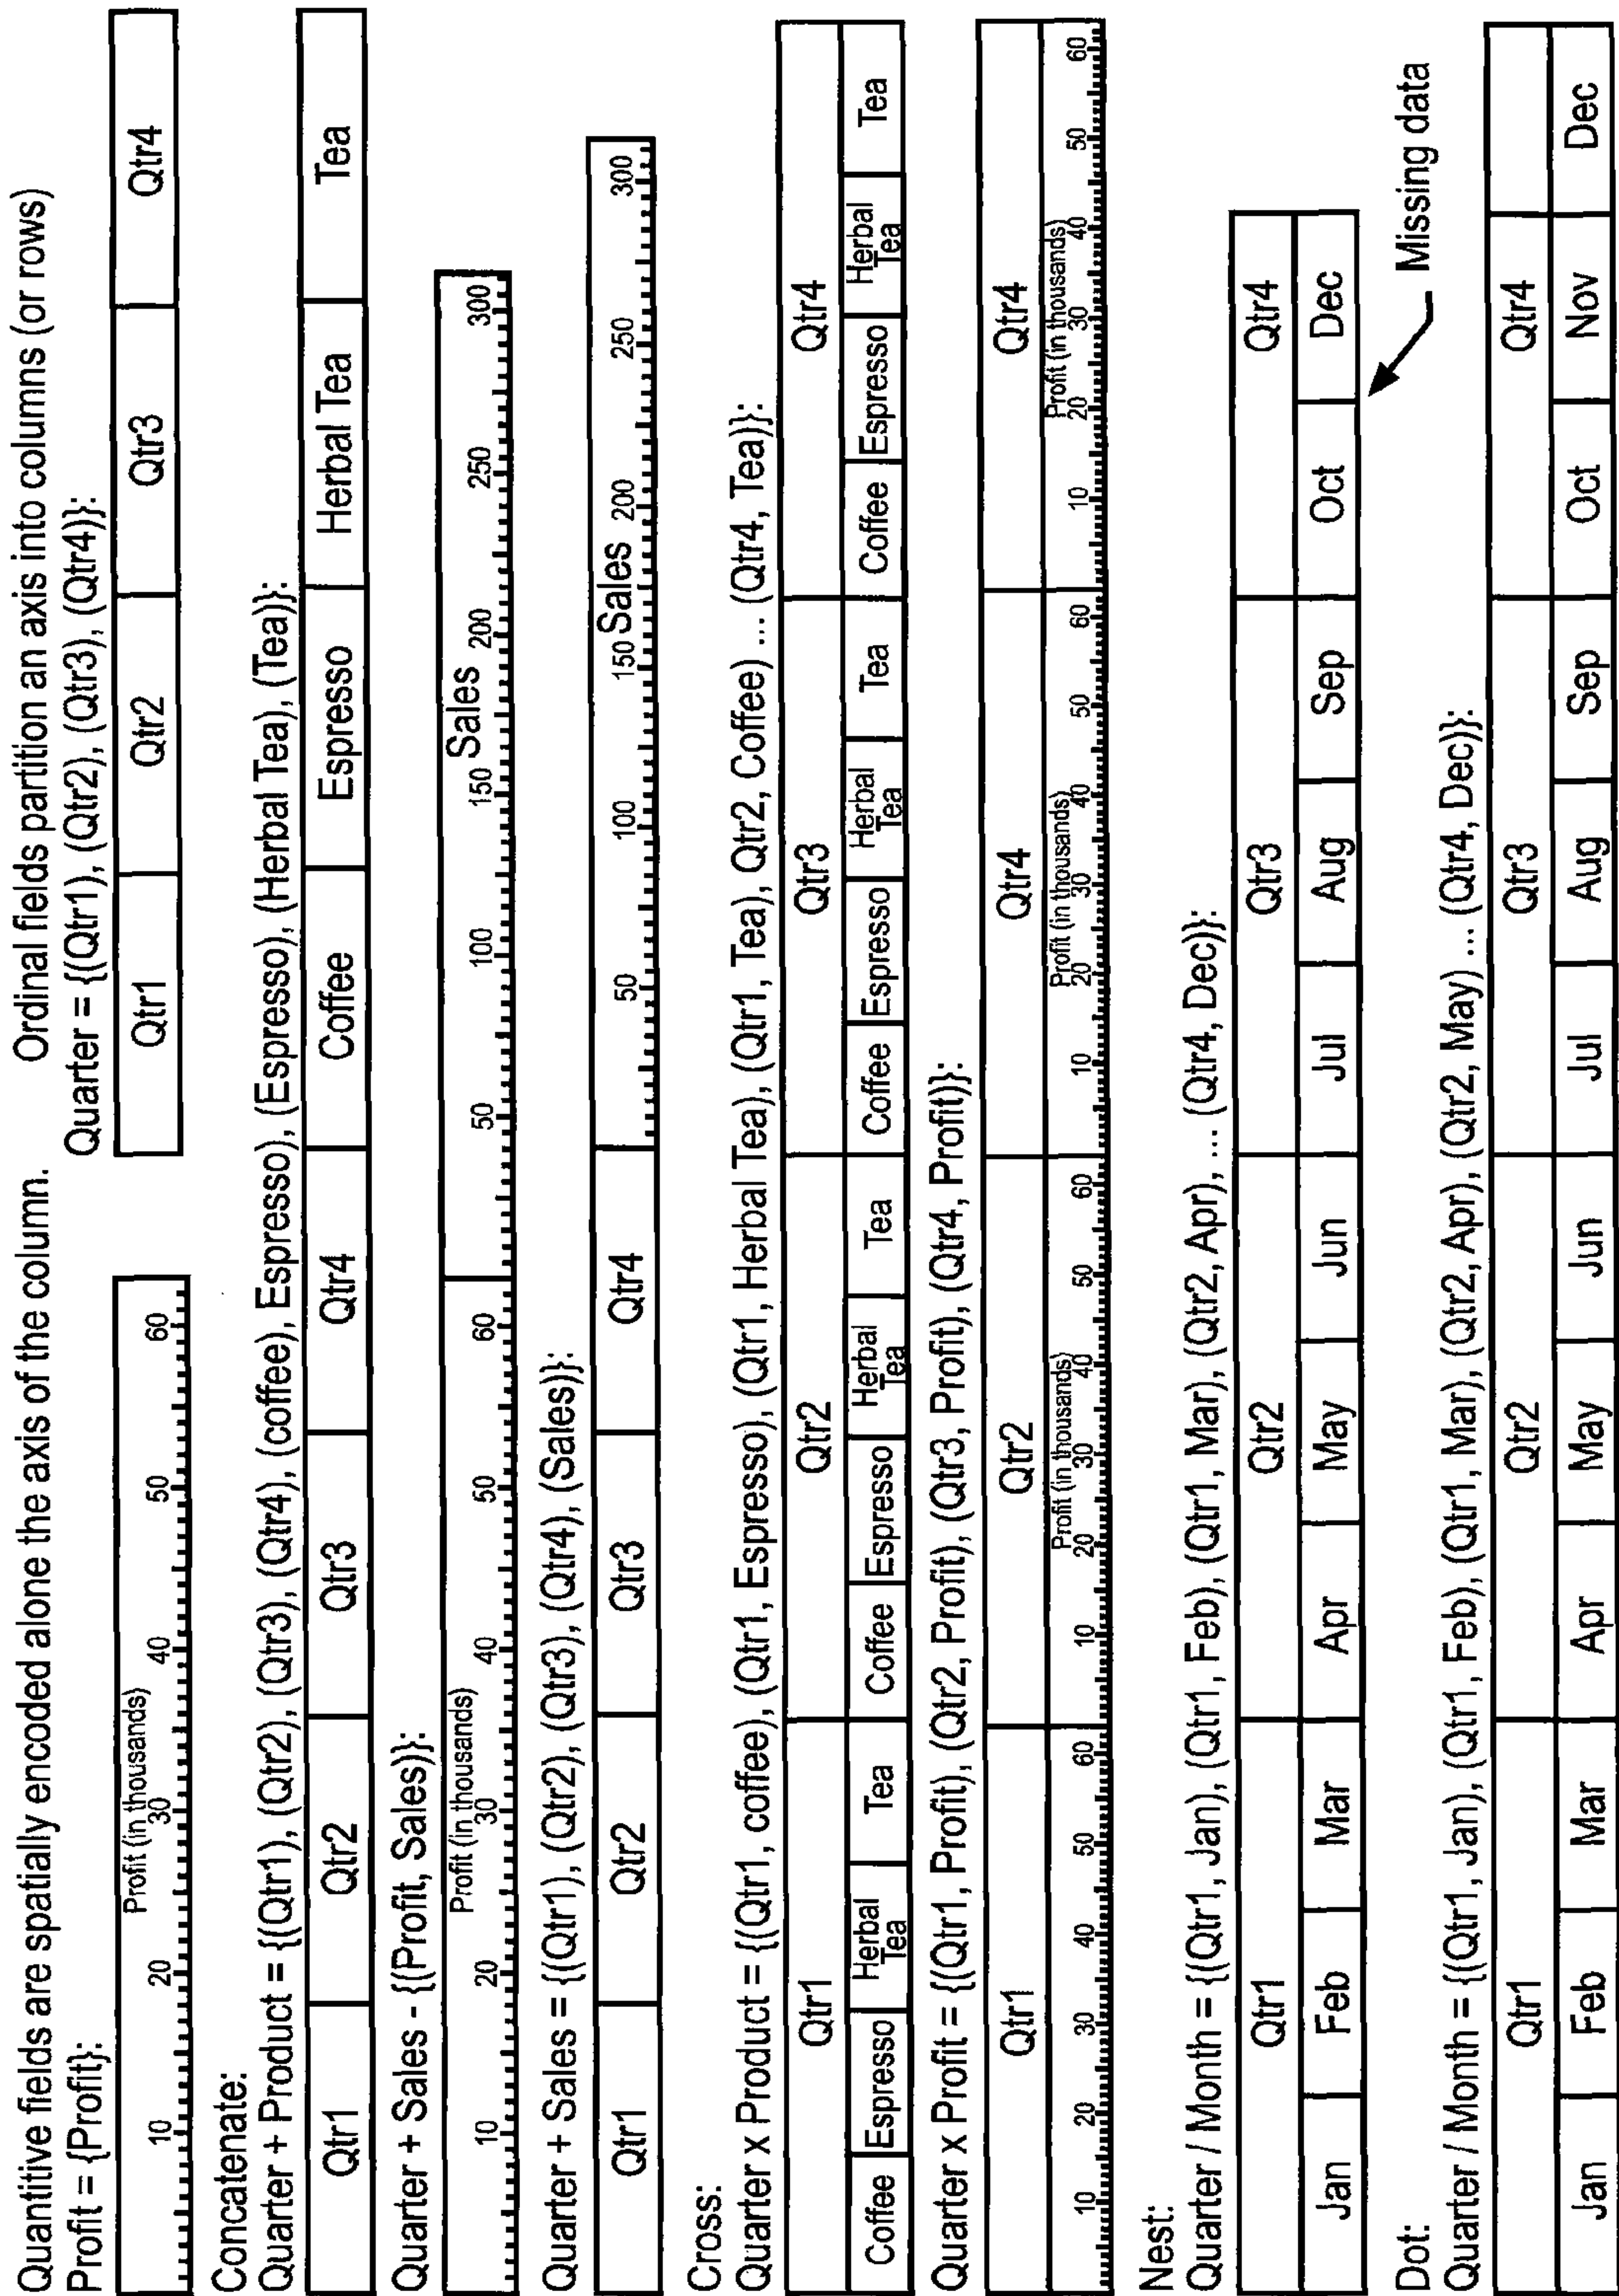 Quantitive fields are spatially encoded alone the axis of the column.
Profit = {Profit}:
Profit (in thousands)
10 20 30 40 50 60
Ordinal fields partition an axis into columns (or rows)
Quarter = {(Qtr1), (Qtr2), (Qtr3), (Qtr4)}:
Qtr1 Qtr2 Qtr3 Qtr4
Concatenate:
Quarter + Product = {(Qtr1), (Qtr2), (Qtr3), (Qtr4), (coffee), Espresso), (Espresso), (Herbal Tea), (Tea)}:
Qtr1 Qtr2 Qtr3 Qtr4 Coffee Espresso Herbal Tea Tea
Quarter + Sales - {(Profit, Sales)}:
Profit (in thousands) Sales
10 20 30 40 50 60 50 100 150 200 250 300
Quarter + Sales = {(Qtr1), (Qtr2), (Qtr3), (Qtr4), (Sales)}:
Qtr1 Qtr2 Qtr3 Qtr4 50 100 150 Sales 200 250 300
Cross:
Quarter x Product = {(Qtr1, coffee), (Qtr1, Espresso), (Qtr1, Herbal Tea), (Qtr1, Tea), Qtr2, Coffee) ... (Qtr4, Tea)}:
Qtr1 Qtr2 Qtr3 Qtr4
Coffee Espresso Herbal Tea Tea Coffee Espresso Herbal Tea Tea Coffee Espresso Herbal Tea Tea Coffee Espresso Herbal Tea Tea
Quarter x Profit = {(Qtr1, Profit), (Qtr2, Profit), (Qtr3, Profit), (Qtr4, Profit)}:
Qtr1 Qtr2 Qtr4 Qtr4
Profit (in thousands) Profit (in thousands) Profit (in thousands)
10 20 30 40 50 60 10 20 30 40 50 60 10 20 30 40 50 60 10 20 30 40 50 60
Nest:
Quarter / Month = {(Qtr1, Jan), (Qtr1, Feb), (Qtr1, Mar), (Qtr2, Apr), ... (Qtr4, Dec)}:
Qtr1 Qtr2 Qtr3 Qtr4
Jan Feb Mar Apr May Jun Jul Aug Sep Oct Dec
Missing data
Dot:
Quarter / Month = {(Qtr1, Jan), (Qtr1, Feb), (Qtr1, Mar), (Qtr2, Apr), (Qtr2, May) ... (Qtr4, Dec)}:
Qtr1 Qtr2 Qtr3 Qtr4
Jan Feb Mar Apr May Jun Jul Aug Sep Oct Nov Dec